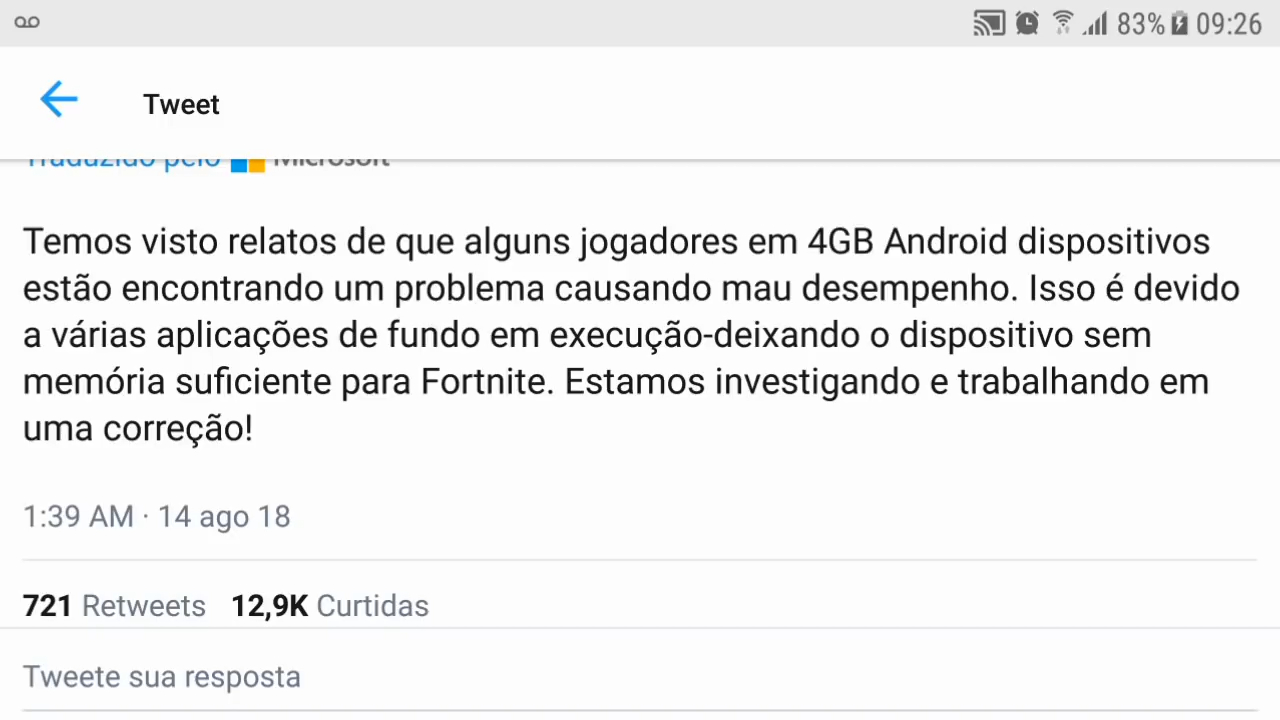 83% 09:26
Tweet
Traduzido pelo Microsoft
Temos visto relatos de que alguns jogadores em 4GB Android dispositivos
estão encontrando um problema causando mau desempenho. Isso é devido
a várias aplicações de fundo em execução-deixando o dispositivo sem
memória suficiente para Fortnite. Estamos investigando e trabalhando em
uma correção!
1:39 AM · 14 ago 18
721 Retweets 12,9K Curtidas
Tweete sua resposta